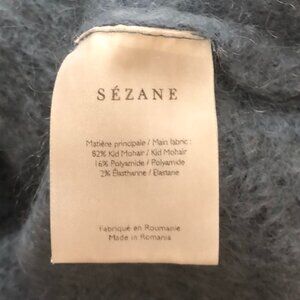 SÉZANE
Matière principale / Main fabric :
82% Kid Mohair / Kid Mohair
16% Polyamide / Polyamide
2% Élasthanne / Elastane
Fabriqué en Roumanie
Made in Romania